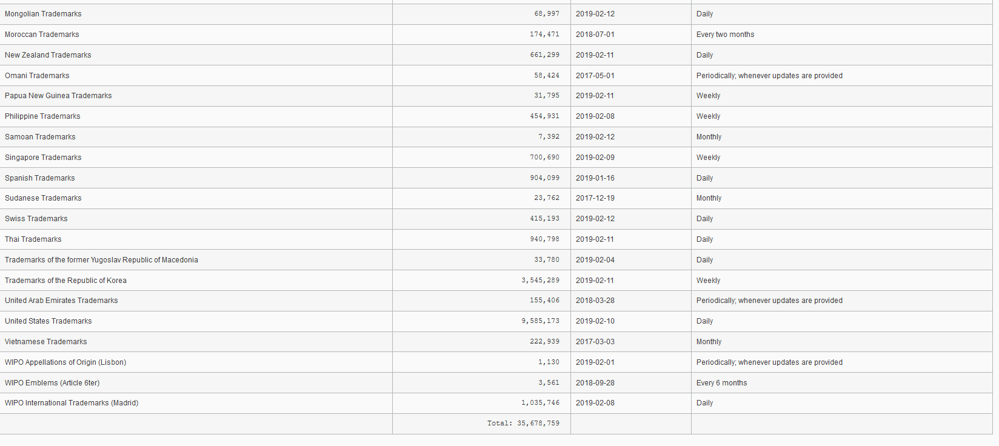 Mongolian Trademarks 68,997 2019-02-12 Daily
Moroccan Trademarks 174,471 2018-07-01 Every two months
New Zealand Trademarks 661,299 2019-02-11 Daily
Omani Trademarks 58,424 2017-05-01 Periodically; whenever updates are provided
Papua New Guinea Trademarks 31,795 2019-02-11 Weekly
Philippine Trademarks 454,931 2019-02-08 Weekly
Samoan Trademarks 7,392 2019-02-12 Monthly
Singapore Trademarks 700,690 2019-02-09 Weekly
Spanish Trademarks 904,099 2019-01-16 Daily
Sudanese Trademarks 23,762 2017-12-19 Monthly
Swiss Trademarks 415,193 2019-02-12 Daily
Thai Trademarks 940,798 2019-02-11 Daily
Trademarks of the former Yugoslav Republic of Macedonia 33,780 2019-02-04 Daily
Trademarks of the Republic of Korea 3,545,289 2019-02-11 Weekly
United Arab Emirates Trademarks 155,406 2018-03-28 Periodically; whenever updates are provided
United States Trademarks 9,585,173 2019-02-10 Daily
Vietnamese Trademarks 222,939 2017-03-03 Monthly
WIPO Appellations of Origin (Lisbon) 1,130 2019-02-01 Periodically; whenever updates are provided
WIPO Emblems (Article 6ter) 3,561 2018-09-28 Every 6 months
WIPO International Trademarks (Madrid) 1,035,746 2019-02-08 Daily
Total: 35,678,759